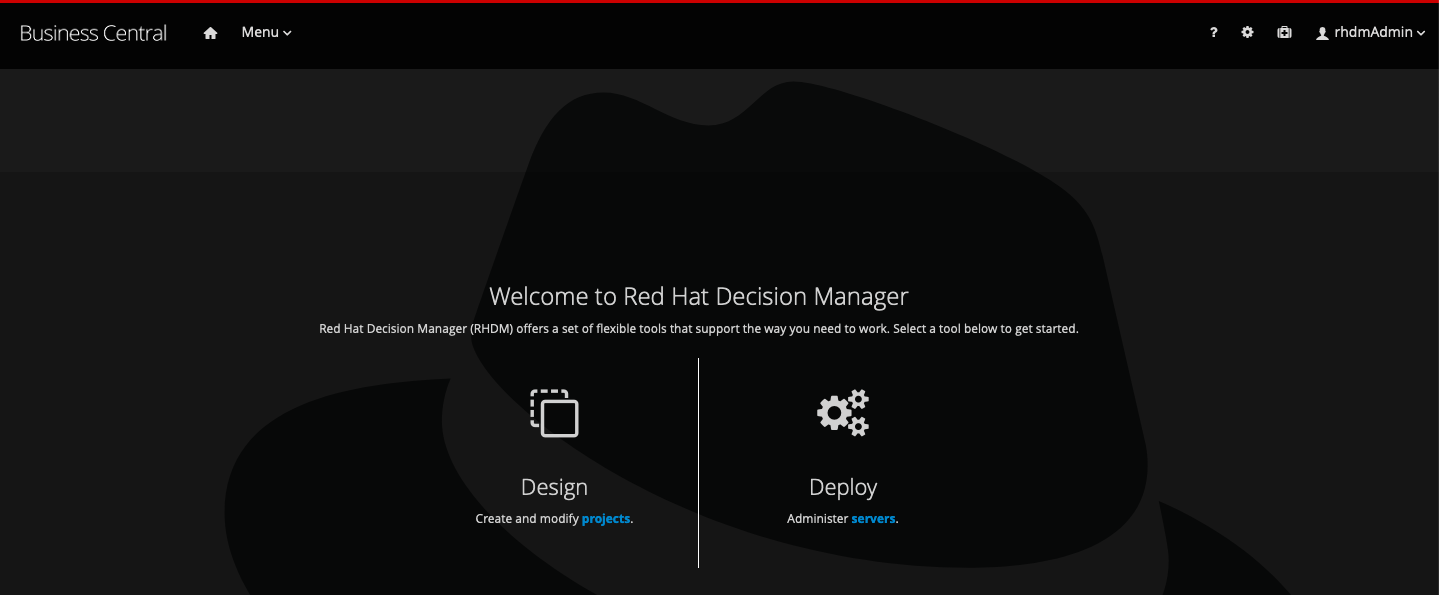 Business Central
Menu
?
rhdmAdmin
Welcome to Red Hat Decision Manager
Red Hat Decision Manager (RHDM) offers a set of flexible tools that support the way you need to work. Select a tool below to get started.
Design
Deploy
Create and modify projects.
Administer servers.